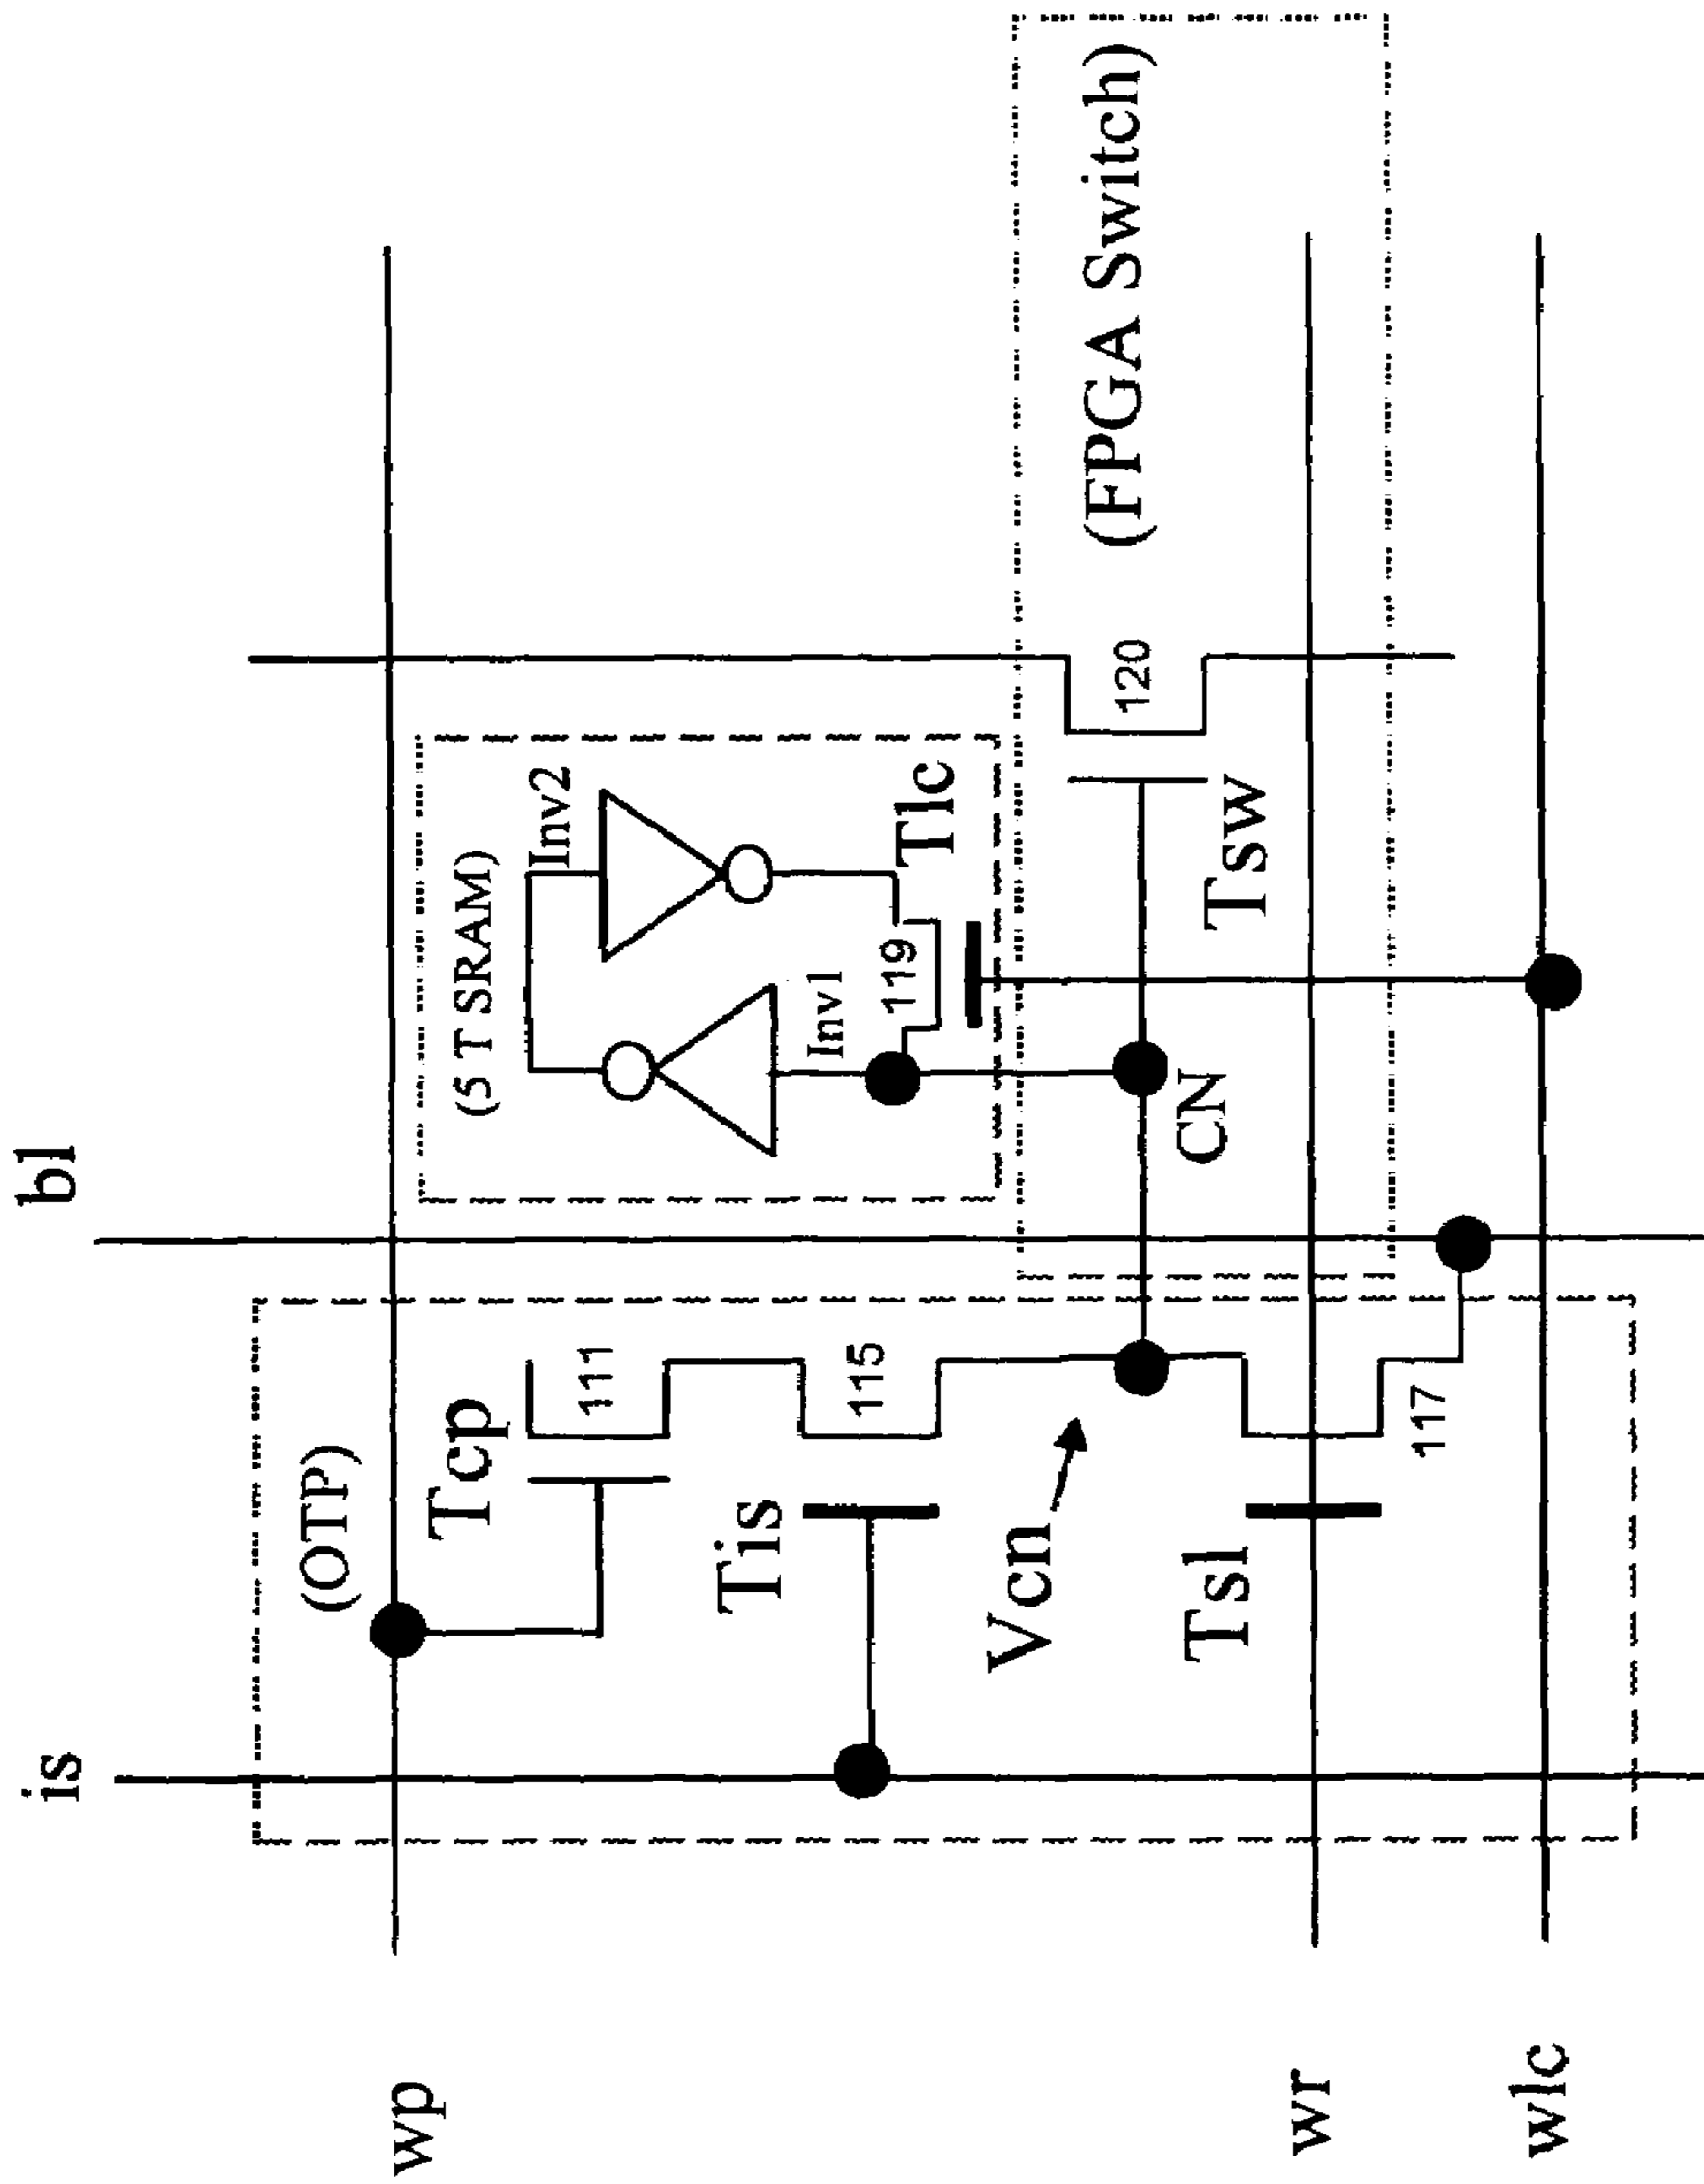 is
bl
wp
(OTP)
Tcp
111
Tis
115
Vcn
Tsl
117
(5 T SRAM)
Inv2
Inv1
119
Tlc
CN
Tsw
120
(FPGA Switch)
wr
wlc